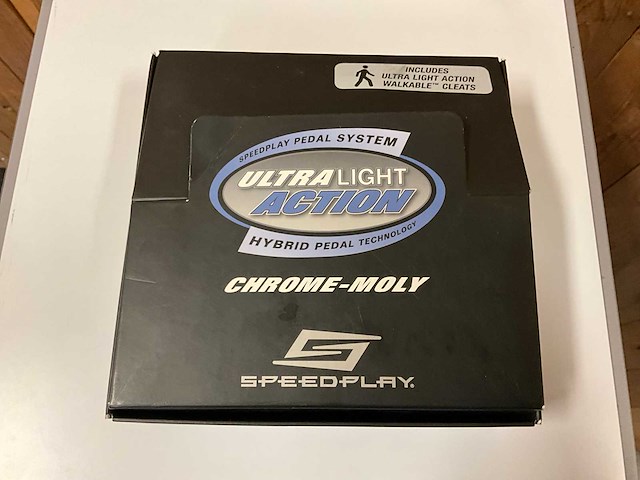 INCLUDES
ULTRA LIGHT ACTION
WALKABLE™ CLEATS
SPEEDPLAY PEDAL SYSTEM
ULTRA LIGHT
ACTION
HYBRID PEDAL TECHNOLOGY
CHROME-MOLY
SPEEDPLAY®